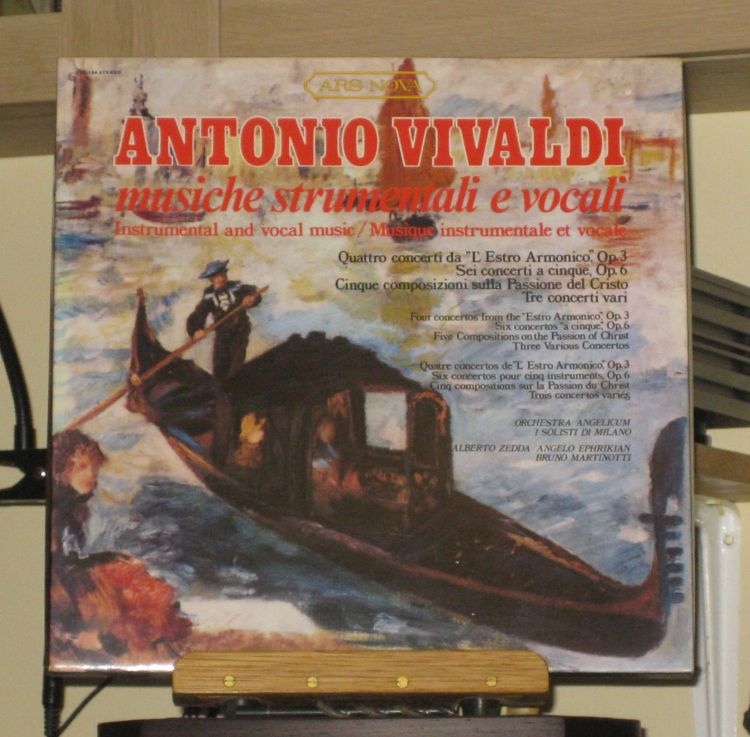 STEREO
ARS NOVA
ANTONIO VIVALDI
musiche strumentali e vocali
Instrumental and vocal music / Musique instrumentale et vocale
Quattro concerti da "L' Estro Armonico", Op. 3
Sei concerti a cinque, Op. 6
Cinque composizioni sulla Passione del Cristo
Tre concerti vari
Four concertos from the "Estro Armonico", Op. 3
Six concertos "a cinque", Op. 6
Five Compositions on the Passion of Christ
Three Various Concertos
Quatre concertos de "L' Estro Armonico", Op. 3
Six concertos pour cinq instruments, Op. 6
Cinq compositions sur la Passion du Christ
Trois concertos variés
ORCHESTRA ANGELICUM
I SOLISTI DI MILANO
ALBERTO ZEDDA ANGELO EPHRIKIAN
BRUNO MARTINOTTI